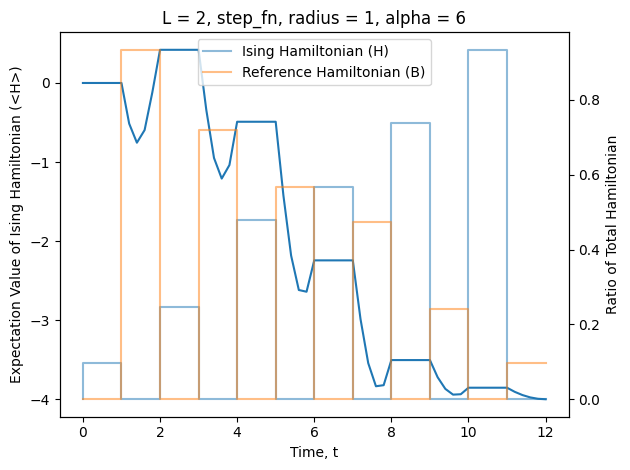 L = 2, step_fn, radius = 1, alpha = 6
Ising Hamiltonian (H)
Reference Hamiltonian (B)
Expectation Value of Ising Hamiltonian (<H>)
0
−1
−2
−3
−4
0.8
0.6
0.4
0.2
0.0
Ratio of Total Hamiltonian
0 2 4 6 8 10 12
Time, t